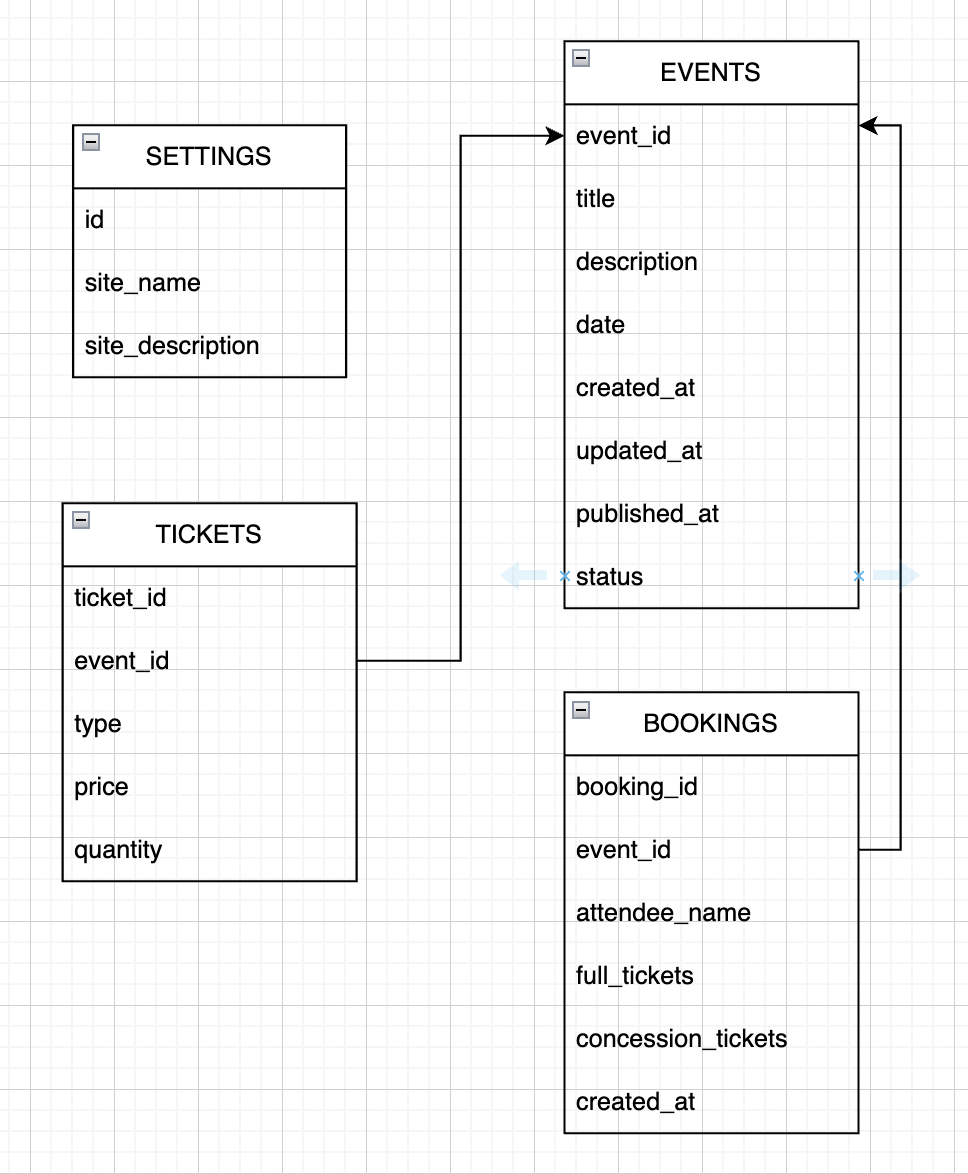 SETTINGS
id
site_name
site_description
TICKETS
ticket_id
event_id
type
price
quantity
EVENTS
event_id
title
description
date
created_at
updated_at
published_at
status
BOOKINGS
booking_id
event_id
attendee_name
full_tickets
concession_tickets
created_at